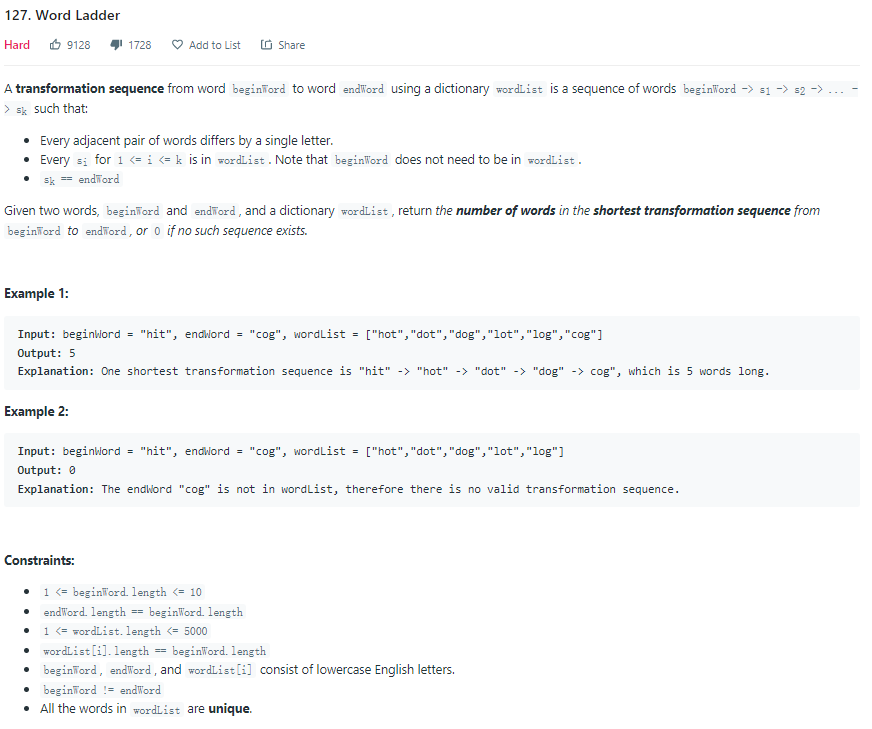 127. Word Ladder
Hard 9128 1728 Add to List Share
A transformation sequence from word beginWord to word endWord using a dictionary wordList is a sequence of words beginWord -> s1 -> s2 -> ... -
> sk such that:
• Every adjacent pair of words differs by a single letter.
• Every si for 1 <= i <= k is in wordList. Note that beginWord does not need to be in wordList.
• sk == endWord
Given two words, beginWord and endWord, and a dictionary wordList, return the number of words in the shortest transformation sequence from
beginWord to endWord, or 0 if no such sequence exists.
Example 1:
Input: beginWord = "hit", endWord = "cog", wordList = ["hot","dot","dog","lot","log","cog"]
Output: 5
Explanation: One shortest transformation sequence is "hit" -> "hot" -> "dot" -> "dog" -> cog", which is 5 words long.
Example 2:
Input: beginWord = "hit", endWord = "cog", wordList = ["hot","dot","dog","lot","log"]
Output: 0
Explanation: The endWord "cog" is not in wordList, therefore there is no valid transformation sequence.
Constraints:
• 1 <= beginWord.length <= 10
• endWord.length == beginWord.length
• 1 <= wordList.length <= 5000
• wordList[i].length == beginWord.length
• beginWord, endWord, and wordList[i] consist of lowercase English letters.
• beginWord != endWord
• All the words in wordList are unique.